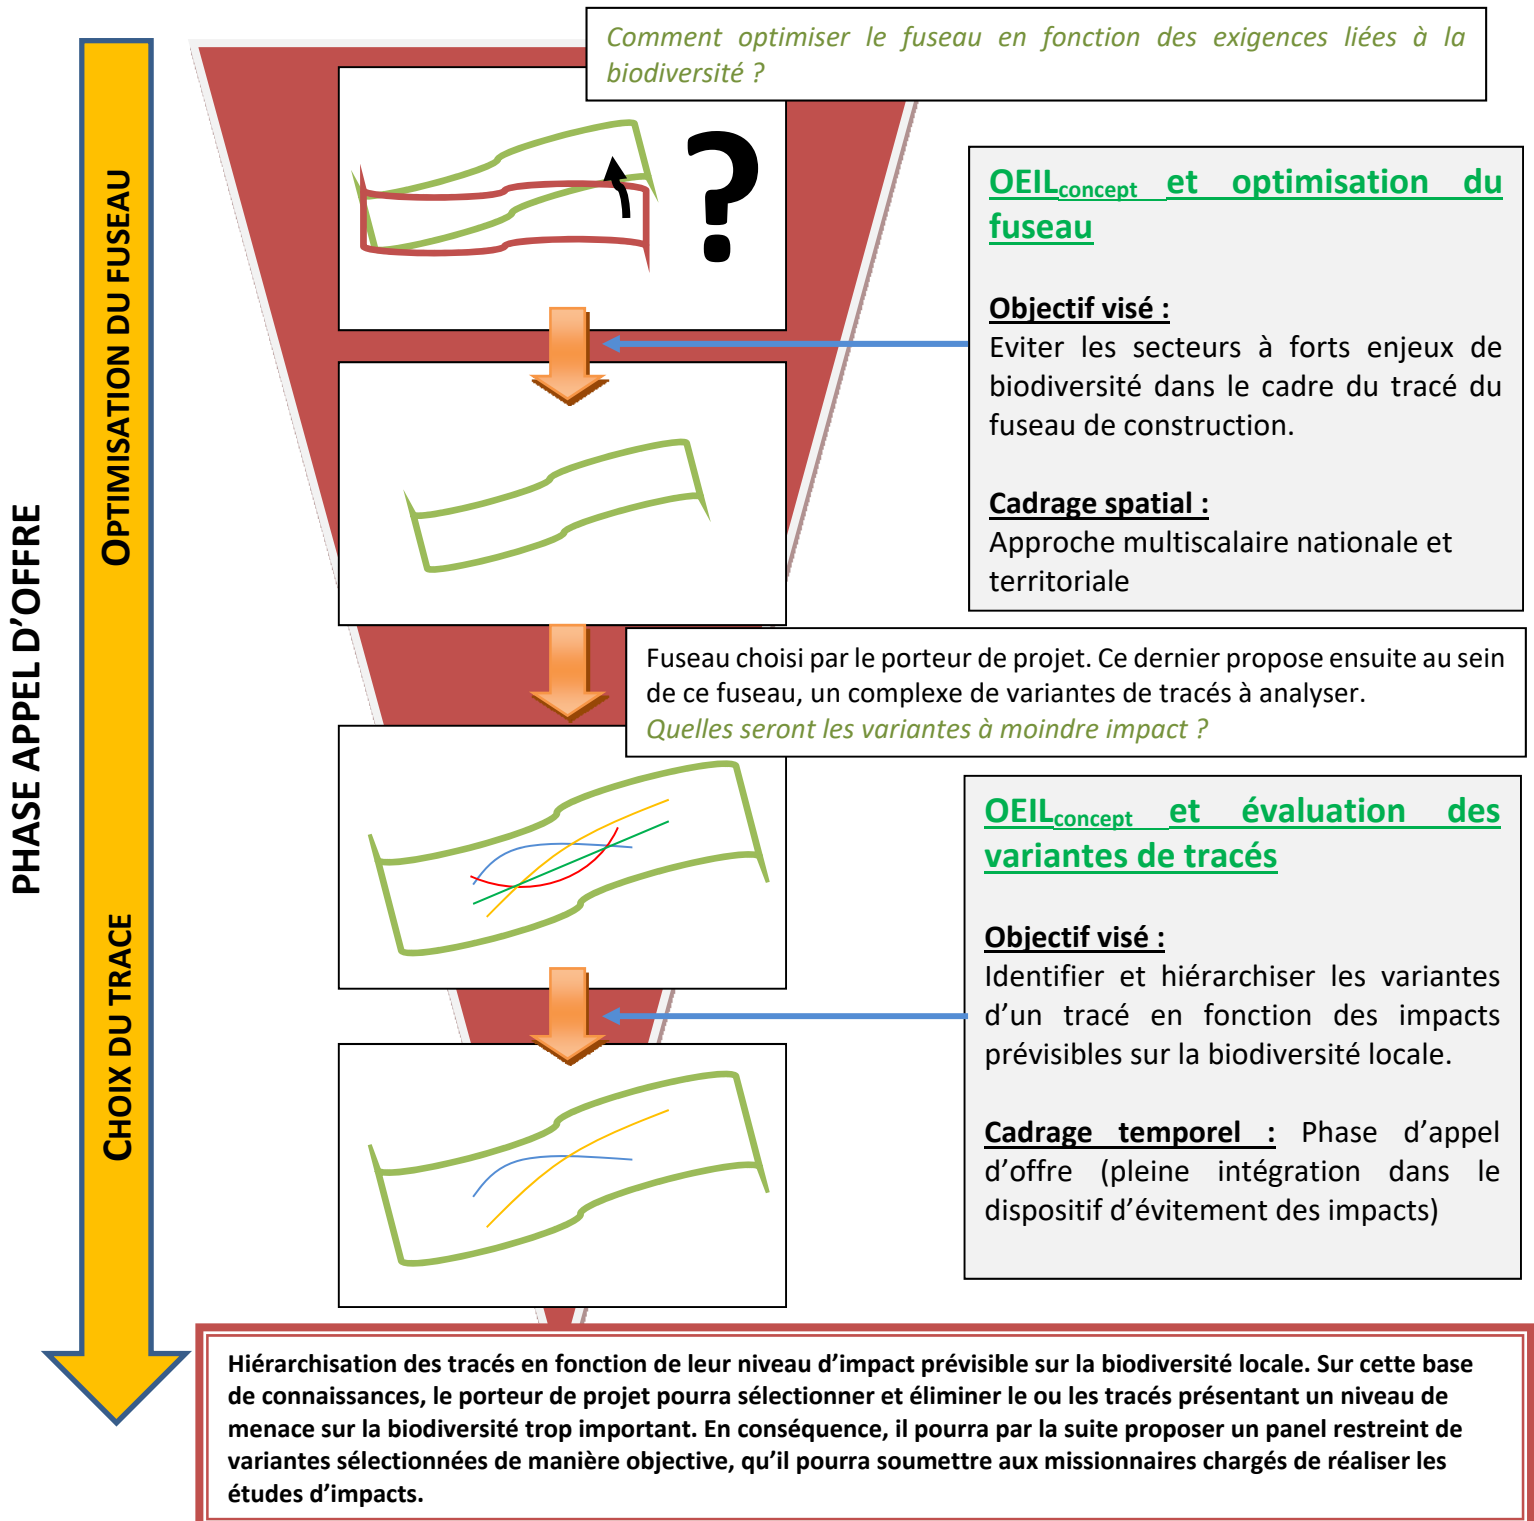 Comment optimiser le fuseau en fonction des exigences liées à la
biodiversité ?
?
OEILconcept et optimisation du
fuseau
Objectif visé :
Eviter les secteurs à forts enjeux de
biodiversité dans le cadre du tracé du
fuseau de construction.
Cadrage spatial :
Approche multiscalaire nationale et
territoriale
PHASE APPEL D’OFFRE
OPTIMISATION DU FUSEAU
CHOIX DU TRACE
Fuseau choisi par le porteur de projet. Ce dernier propose ensuite au sein
de ce fuseau, un complexe de variantes de tracés à analyser.
Quelles seront les variantes à moindre impact ?
OEILconcept et évaluation des
variantes de tracés
Objectif visé :
Identifier et hiérarchiser les variantes
d’un tracé en fonction des impacts
prévisibles sur la biodiversité locale.
Cadrage temporel : Phase d’appel
d’offre (pleine intégration dans le
dispositif d’évitement des impacts)
Hiérarchisation des tracés en fonction de leur niveau d’impact prévisible sur la biodiversité locale. Sur cette base
de connaissances, le porteur de projet pourra sélectionner et éliminer le ou les tracés présentant un niveau de
menace sur la biodiversité trop important. En conséquence, il pourra par la suite proposer un panel restreint de
variantes sélectionnées de manière objective, qu’il pourra soumettre aux missionnaires chargés de réaliser les
études d’impacts.